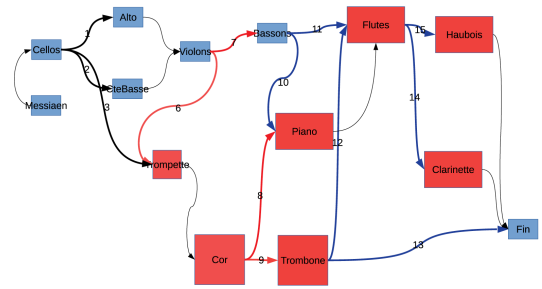 Alto
Flutes
1
11
15
Cellos
Violons
7
Bassons
Haubois
2
CteBasse
10
Messiaen
3
6
14
Piano
12
Trompette
Clarinette
8
Fin
13
Cor
9
Trombone